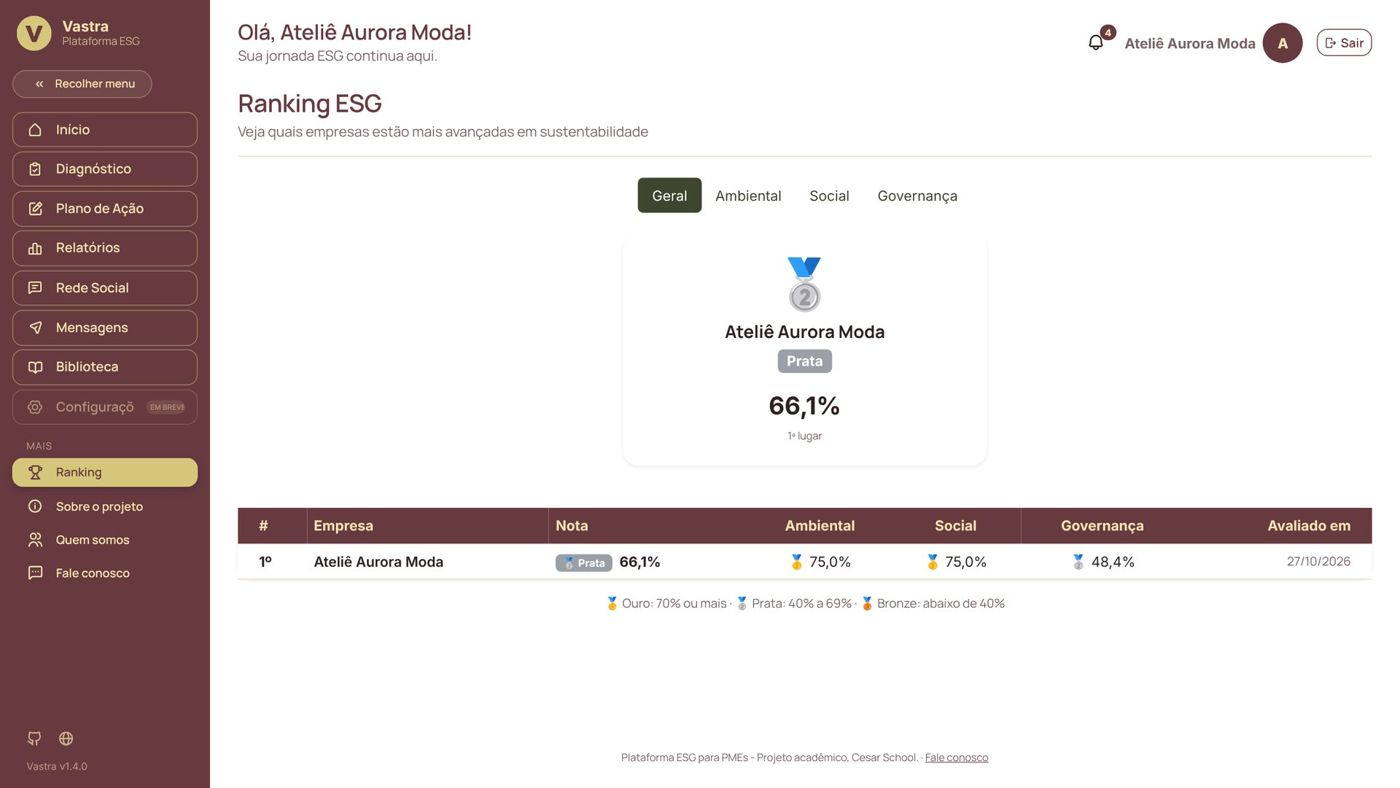 V
Vastra
Plataforma ESG
« Recolher menu
Início
Diagnóstico
Plano de Ação
Relatórios
Rede Social
Mensagens
Biblioteca
Configuraçõ EM BREVE
MAIS
Ranking
Sobre o projeto
Quem somos
Fale conosco
Vastra v1.4.0
Olá, Ateliê Aurora Moda!
Sua jornada ESG continua aqui.
4
Ateliê Aurora Moda
A
Sair
Ranking ESG
Veja quais empresas estão mais avançadas em sustentabilidade
Geral Ambiental Social Governança
2
Ateliê Aurora Moda
Prata
66,1%
1º lugar
# Empresa Nota Ambiental Social Governança Avaliado em
1º Ateliê Aurora Moda 🥈 Prata 66,1% 🥇 75,0% 🥇 75,0% 🥈 48,4% 27/10/2026
🥇 Ouro: 70% ou mais · 🥈 Prata: 40% a 69% · 🥉 Bronze: abaixo de 40%
Plataforma ESG para PMEs - Projeto acadêmico, Cesar School. · Fale conosco